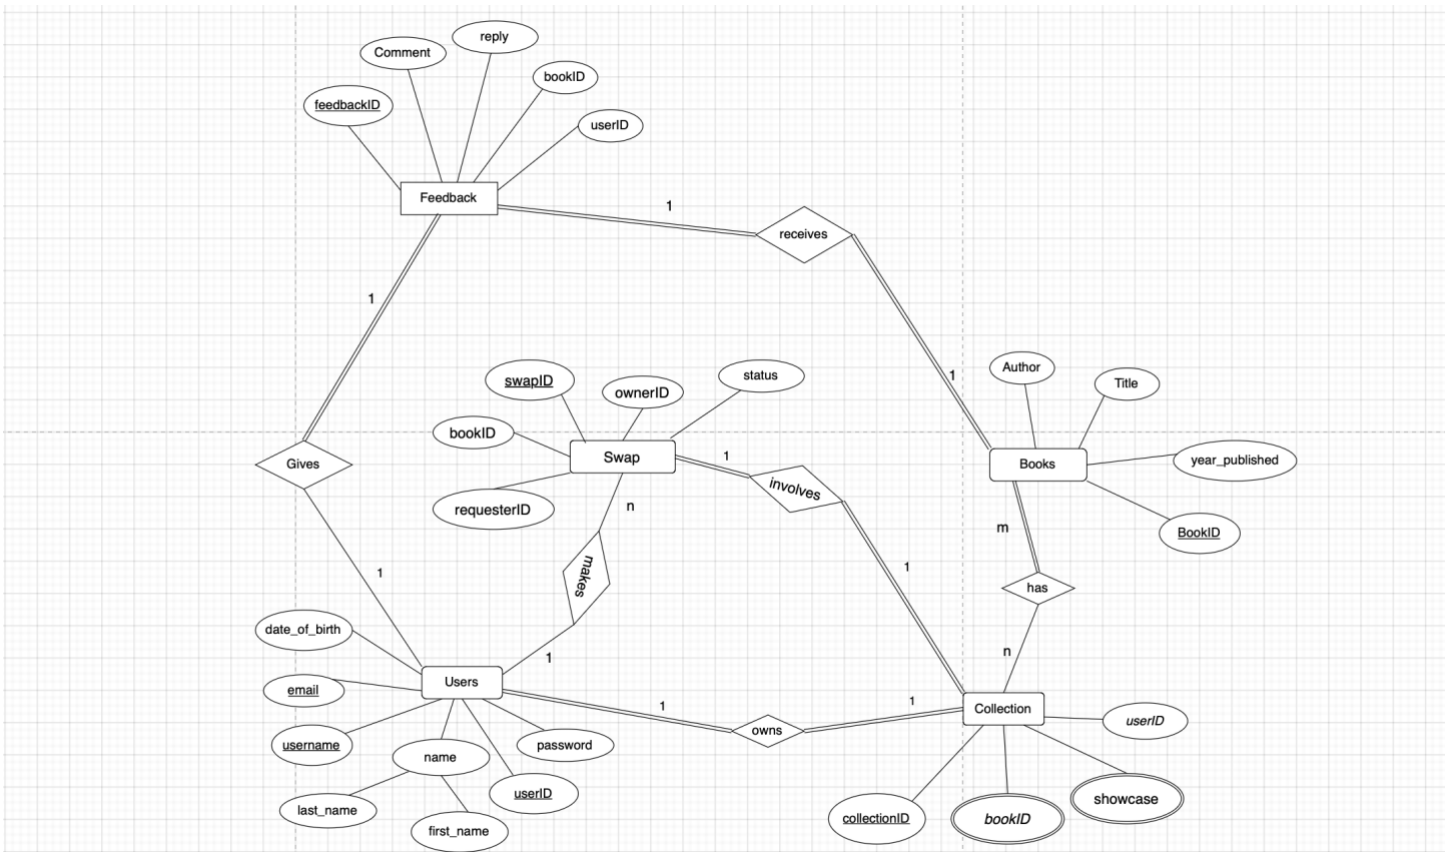 reply
Comment
bookID
feedbackID
userID
Feedback
1
receives
1
Author
status
1
Title
swapID
ownerID
bookID
Swap
1
Gives
Books
year_published
involves
requesterID
n
m
BookID
1
1
makes
has
date_of_birth
n
1
Users
email
1
1
Collection
userID
owns
username
password
name
userID
showcase
last_name
collectionID
bookID
first_name